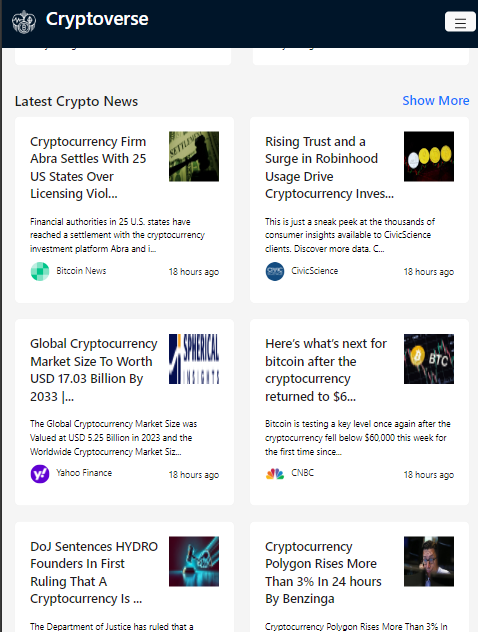 Cryptoverse
Latest Crypto News
Show More
Cryptocurrency Firm
Abra Settles With 25
US States Over
Licensing Viol...
Financial authorities in 25 U.S. states have
reached a settlement with the cryptocurrency
investment platform Abra and i...
Bitcoin News
18 hours ago
Rising Trust and a
Surge in Robinhood
Usage Drive
Cryptocurrency Inves...
This is just a sneak peek at the thousands of
consumer insights available to CivicScience
clients. Discover more data. C...
CivicScience
18 hours ago
Global Cryptocurrency
Market Size To Worth
USD 17.03 Billion By
2033 |...
SPHERICAL
INSIGHTS
The Global Cryptocurrency Market Size was
Valued at USD 5.25 Billion in 2023 and the
Worldwide Cryptocurrency Market Siz...
Yahoo Finance
18 hours ago
Here’s what’s next for
bitcoin after the
cryptocurrency
returned to $6...
BTC
Bitcoin is testing a key level once again after the
cryptocurrency fell below $60,000 this week for
the first time since...
CNBC
18 hours ago
DoJ Sentences HYDRO
Founders In First
Ruling That A
Cryptocurrency Is ...
The Department of Justice has ruled that a
Cryptocurrency
Polygon Rises More
Than 3% In 24 hours
By Benzinga
Cryptocurrency Polygon Rises More Than 3% In